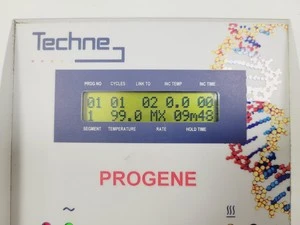 Techne
PROG.NO CYCLES LINK TO INC TEMP INC TIME
01 01 02 0.0 00
1 99.0 MX 09m48
SEGMENT TEMPERATURE RATE HOLD TIME
PROGENE